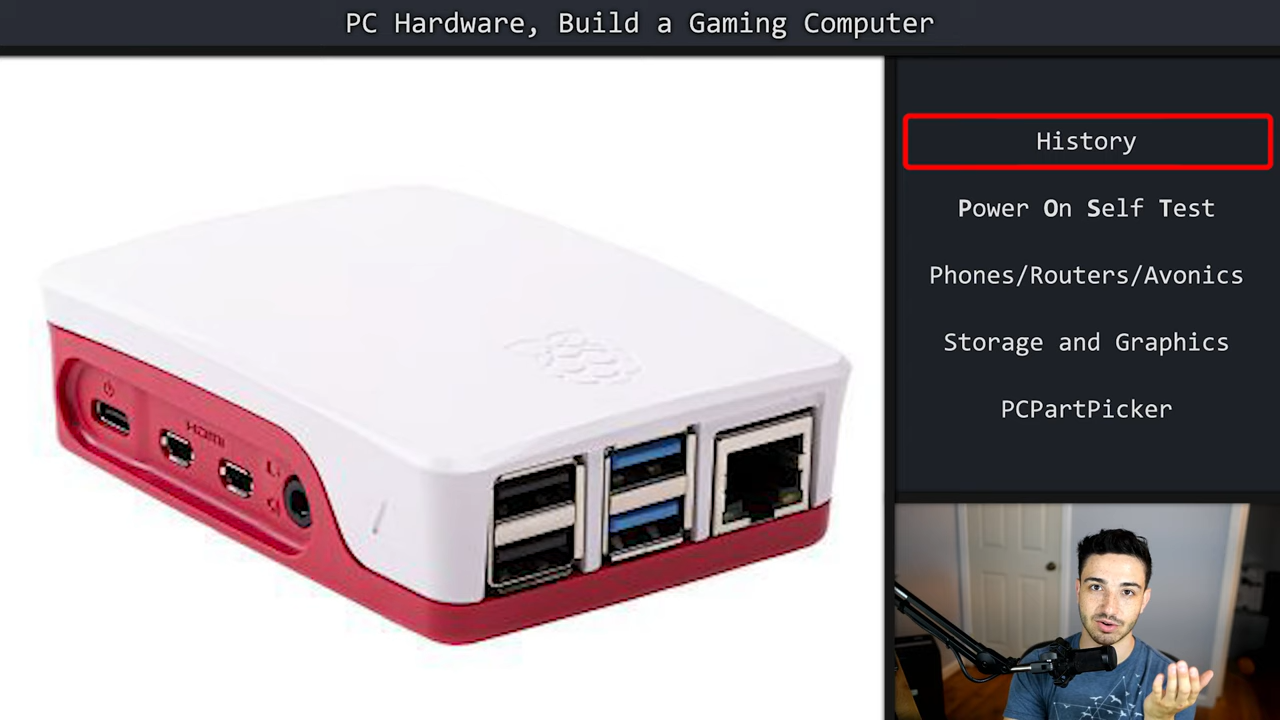 PC Hardware, Build a Gaming Computer
History
Power On Self Test
Phones/Routers/Avonics
Storage and Graphics
PCPartPicker
HDMI